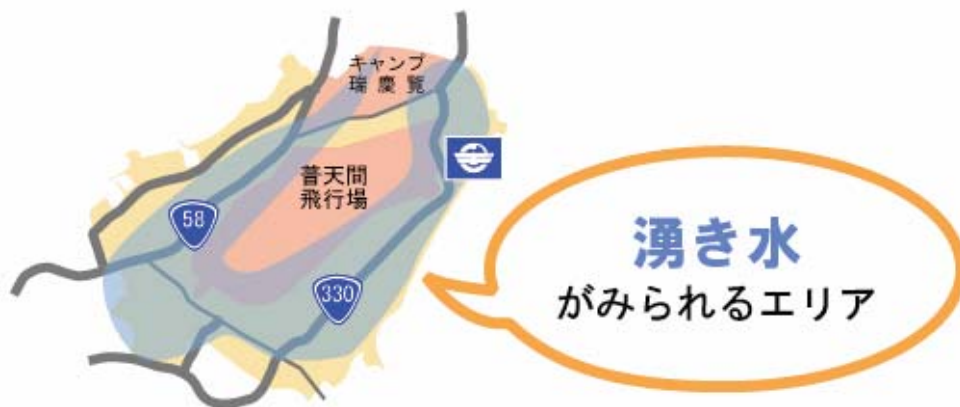 キャンプ
瑞慶覧
普天間
飛行場
58
330
湧き水
がみられるエリア